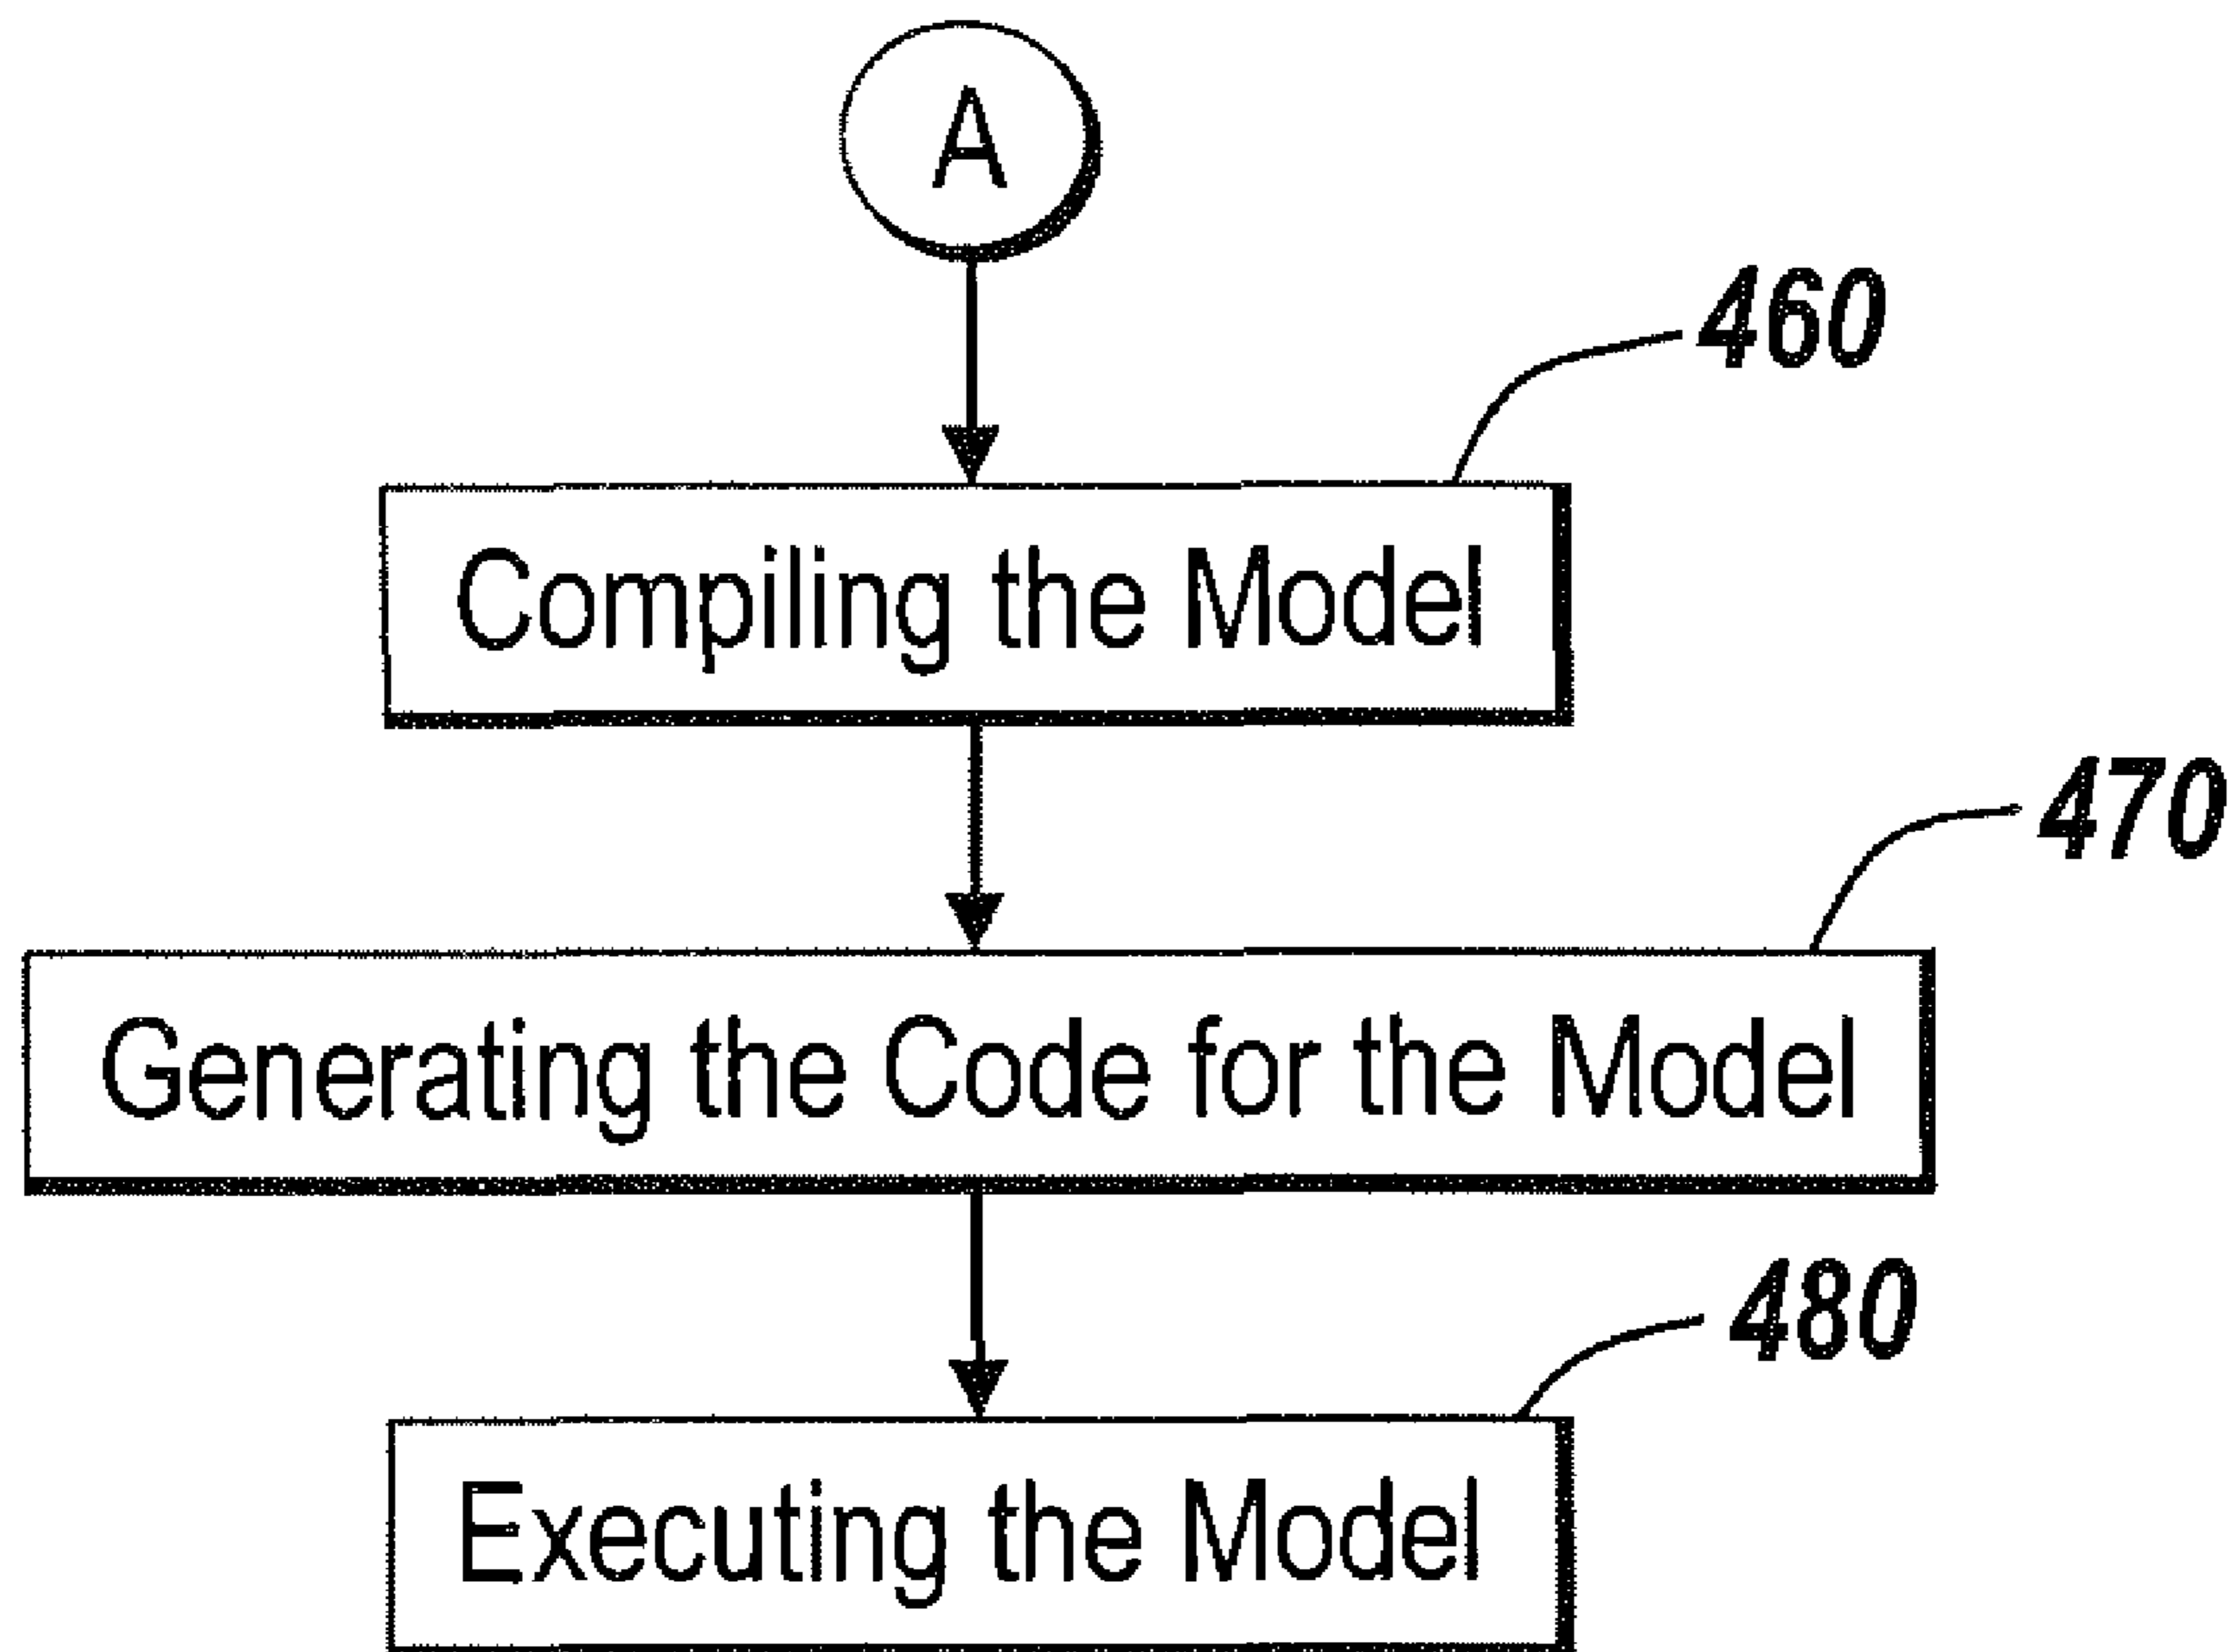 A
460
Compiling the Model
470
Generating the Code for the Model
480
Executing the Model